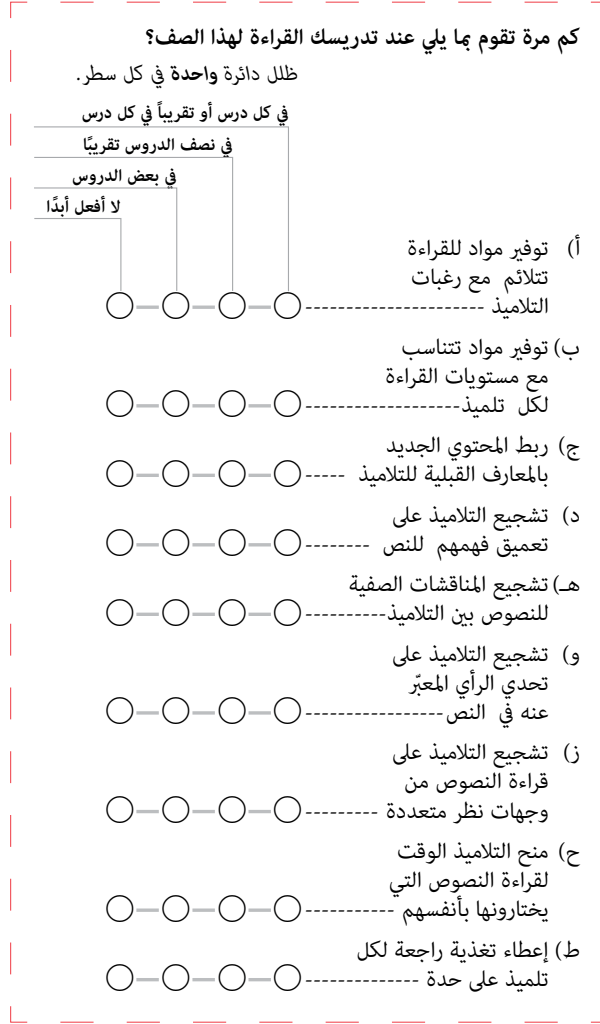 كم مرة تقوم بما يلي عند تدريسك القراءة لهذا الصف؟
ظلل دائرة واحدة في كل سطر.
في كل درس أو تقريباً في كل درس
في نصف الدروس تقريبًا
في بعض الدروس
لا أفعل أبدًا
أ) توفير مواد للقراءة
تتلائم مع رغبات
التلاميذ
ب) توفير مواد تتناسب
مع مستويات القراءة
لكل تلميذ
ج) ربط المحتوي الجديد
بالمعارف القبلية للتلاميذ
د) تشجيع التلاميذ على
تعميق فهمهم للنص
هـ) تشجيع المناقشات الصفية
للنصوص بين التلاميذ
و) تشجيع التلاميذ على
تحدي الرأي المعبّر
عنه في النص
ز) تشجيع التلاميذ على
قراءة النصوص من
وجهات نظر متعددة
ح) منح التلاميذ الوقت
لقراءة النصوص التي
يختارونها بأنفسهم
ط) إعطاء تغذية راجعة لكل
تلميذ على حدة